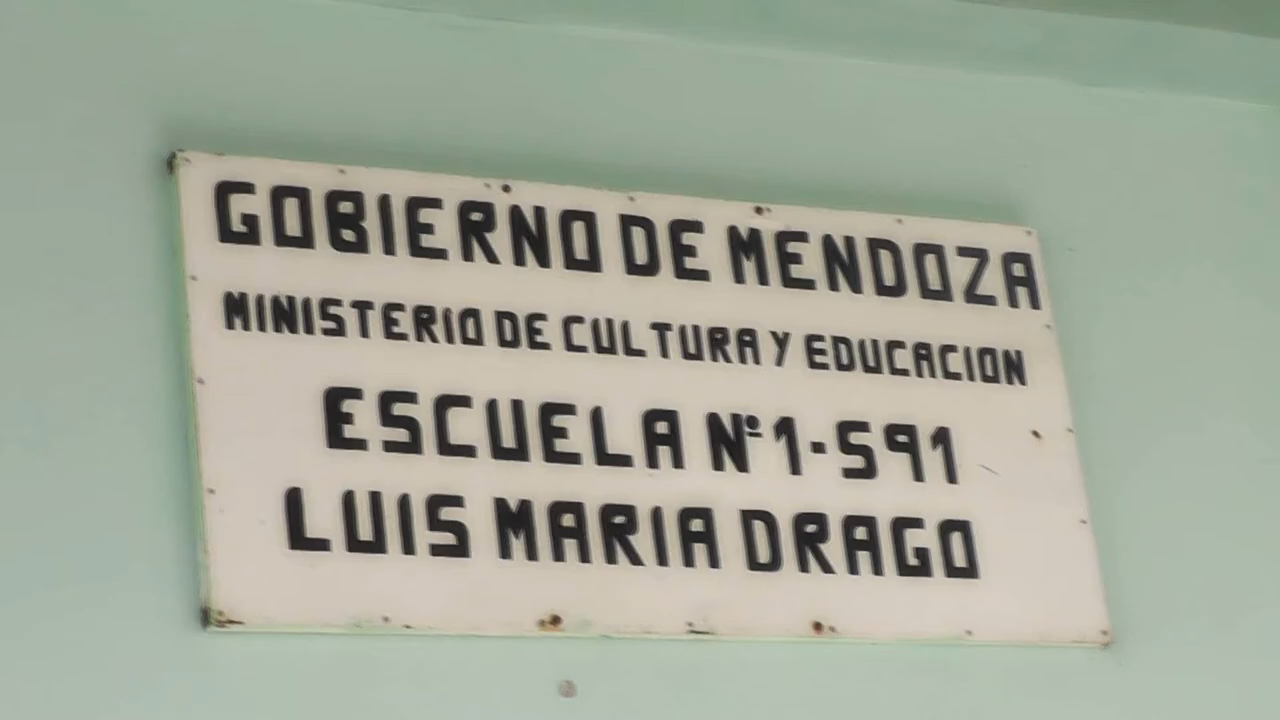 GOBIERNO DE MENDOZA
MINISTERIO DE CULTURA Y EDUCACION
ESCUELA Nº 1-591
LUIS MARIA DRAGO